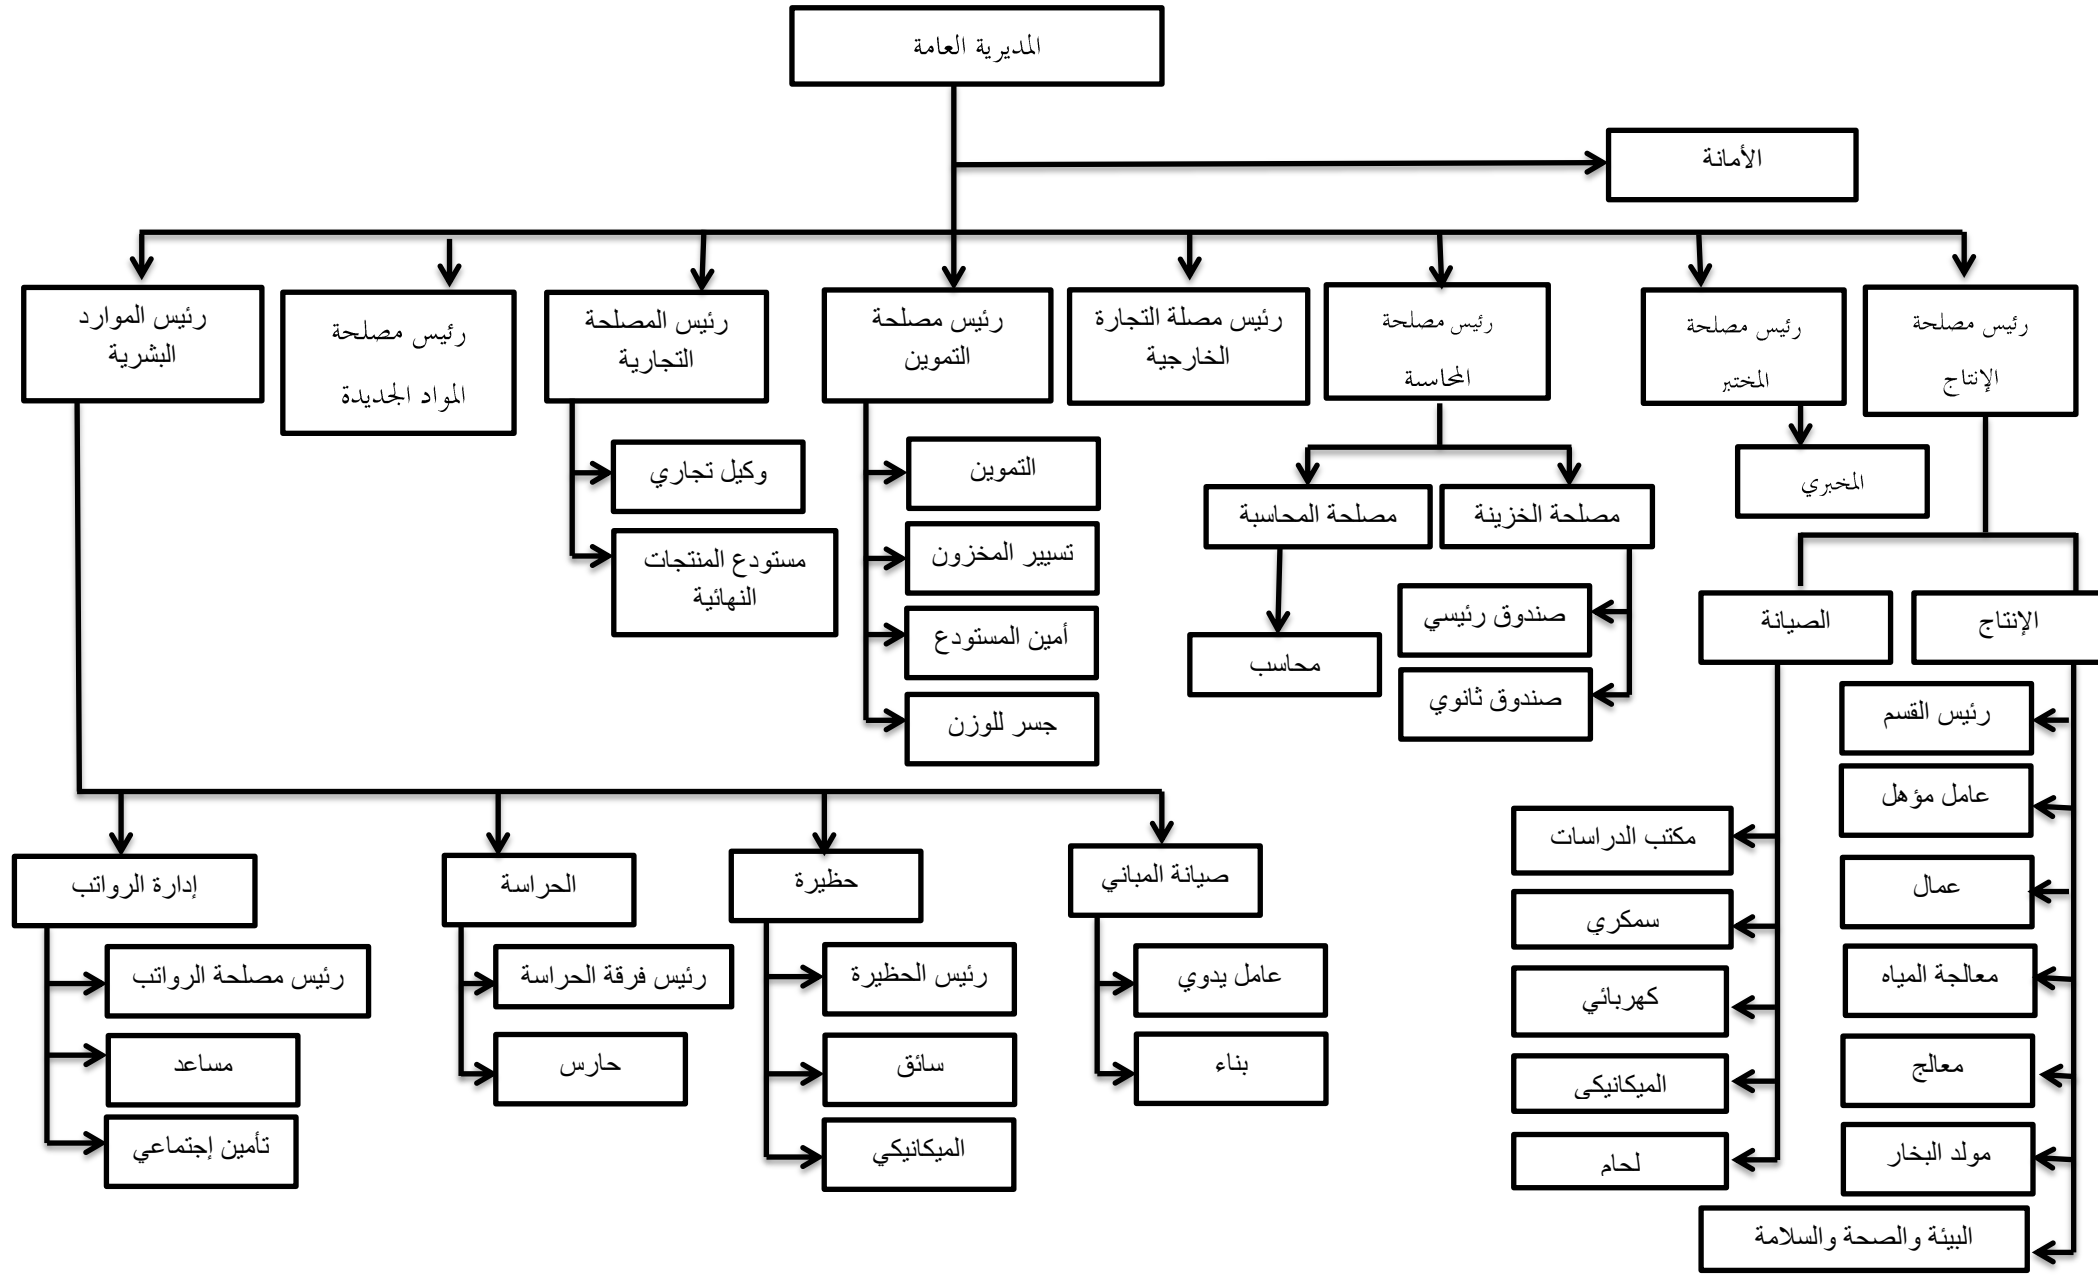 المديرية العامة
الأمانة
رئيس مصلحة
الإنتاج
رئيس مصلحة
المختبر
رئيس مصلحة
المحاسبة
رئيس مصلة التجارة
الخارجية
رئيس مصلحة
التموين
رئيس المصلحة
التجارية
رئيس مصلحة
المواد الجديدة
رئيس الموارد
البشرية
المخبري
التموين
وكيل تجاري
مصلحة الخزينة
مصلحة المحاسبة
تسيير المخزون
مستودع المنتجات
النهائية
الإنتاج
الصيانة
صندوق رئيسي
محاسب
أمين المستودع
صندوق ثانوي
جسر للوزن
رئيس القسم
عامل مؤهل
عمال
معالجة المياه
معالج
مولد البخار
البيئة والصحة والسلامة
مكتب الدراسات
سمكري
كهربائي
الميكانيكى
لحام
صيانة المباني
حظيرة
الحراسة
إدارة الرواتب
عامل يدوي
بناء
رئيس الحظيرة
سائق
الميكانيكي
رئيس فرقة الحراسة
حارس
رئيس مصلحة الرواتب
مساعد
تأمين إجتماعي